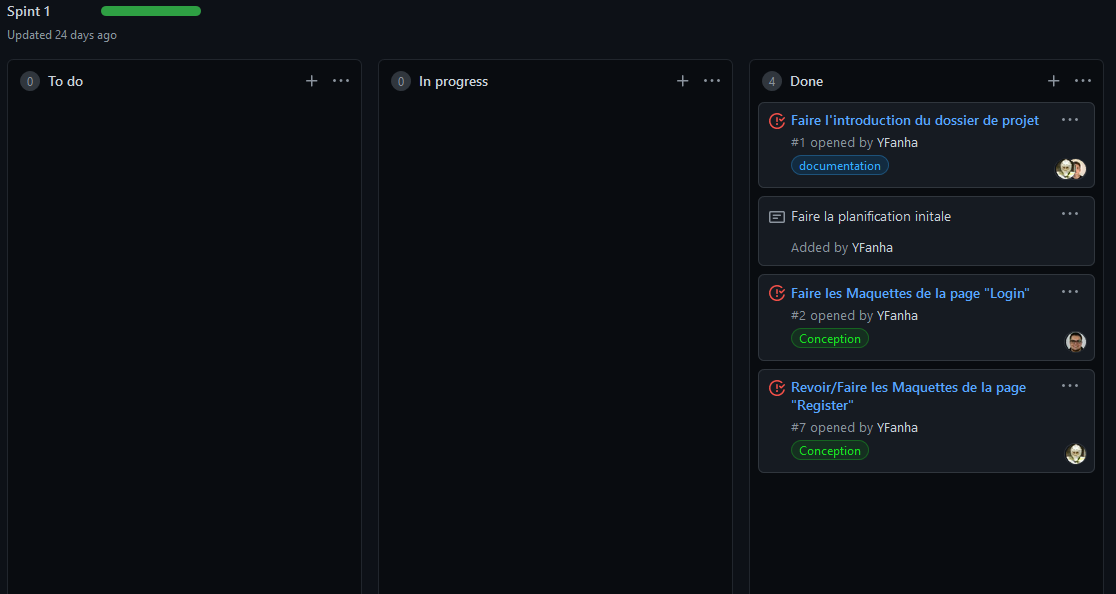 Spint 1
Updated 24 days ago
0 To do
0 In progress
4 Done
Faire l'introduction du dossier de projet
#1 opened by YFanha
documentation
Faire la planification initale
Added by YFanha
Faire les Maquettes de la page "Login"
#2 opened by YFanha
Conception
Revoir/Faire les Maquettes de la page
"Register"
#7 opened by YFanha
Conception